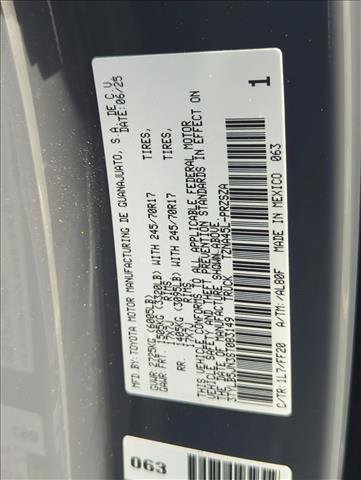 MFD.BY:TOYOTA MOTOR MANUFACTURING DE GUANAJUATO, S.A. DE C.V.
DATE:06/25
GVWR:2725KG (6005LB)
1505KG (3320LB) WITH 245/70R17 TIRES,
17X7J RIMS
RR. 1405KG (3095LB) WITH 245/70R17 TIRES,
17X7J RIMS
THIS VEHICLE CONFORMS TO ALL APPLICABLE FEDERAL MOTOR
VEHICLE SAFETY AND THEFT PREVENTION STANDARDS IN EFFECT ON
THE DATE OF MANUFACTURE SHOWN ABOVE.
TRUCK TZNA45L-PRZSZA
C/TR:1L7/FF20 A/TM:/AL80F MADE IN MEXICO 063
1
063